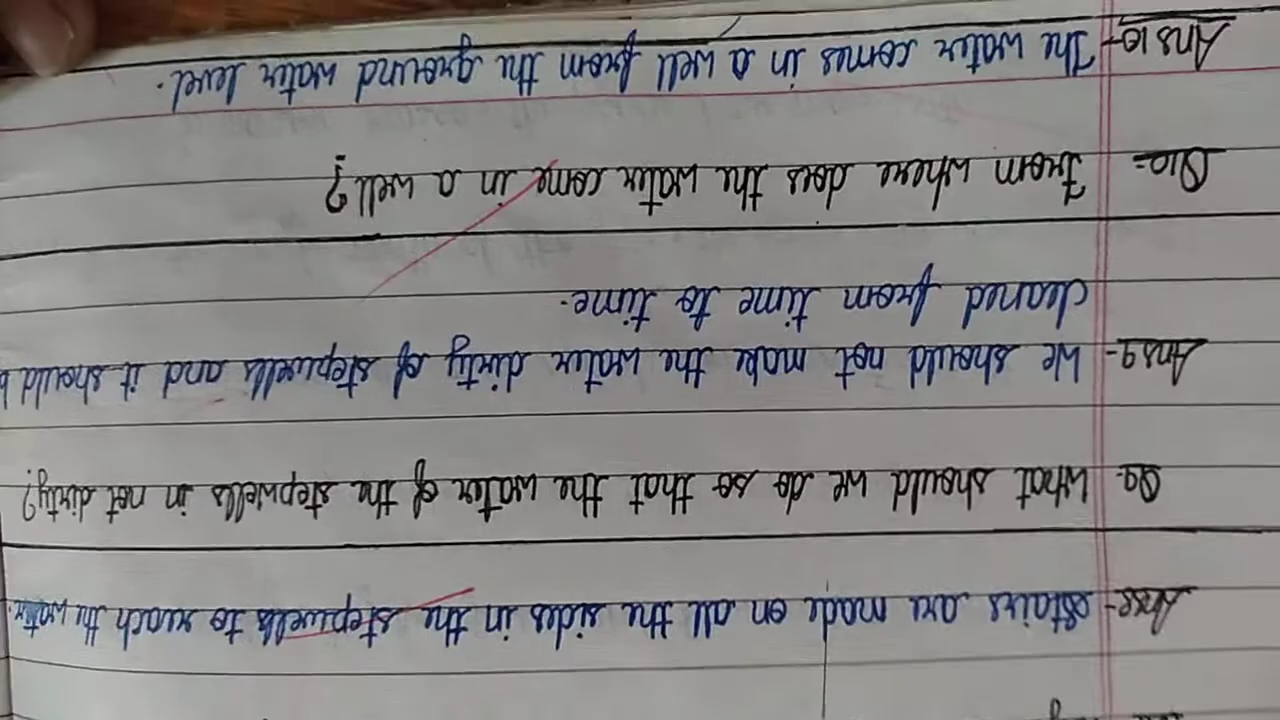 Ans8- Stairs are made on all the sides in the stepwells to reach the water.
Q9- What should we do so that the water of the stepwells in not dirty?
Ans9- We should not make the water dirty of stepwells and it should b
cleaned from time to time.
Q10= From where does the water come in a well?
Ans10- The water comes in a well from the ground water level.